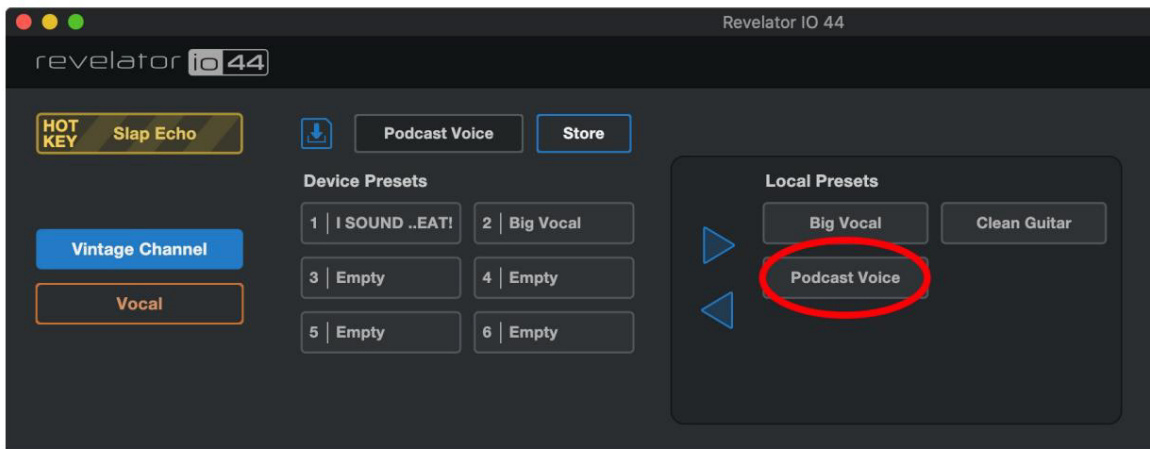 Revelator IO 44
revelator io 44
HOT KEY Slap Echo
Podcast Voice
Store
Device Presets
Local Presets
1 | I SOUND ..EAT!
2 | Big Vocal
Big Vocal
Clean Guitar
Vintage Channel
3 | Empty
4 | Empty
Podcast Voice
Vocal
5 | Empty
6 | Empty